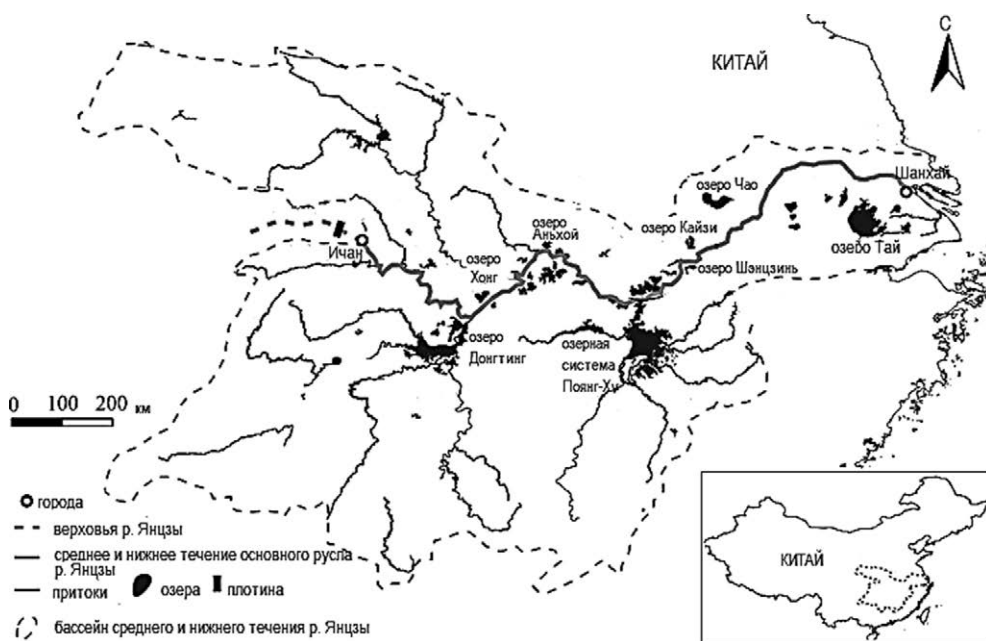 С
КИТАЙ
Шанхай
озеро Чао
озеро Кайзи
озеро
Аньхой
озеро Тай
озеро Шэнцзинь
Ичан
озеро
Хонг
озеро
Донгтинг
озерная
система
Поянг-Ху
0 100 200 км
города
верховья р. Янцзы
среднее и нижнее течение основного русла
р. Янцзы
притоки озера плотина
бассейн среднего и нижнего течения р. Янцзы
КИТАЙ